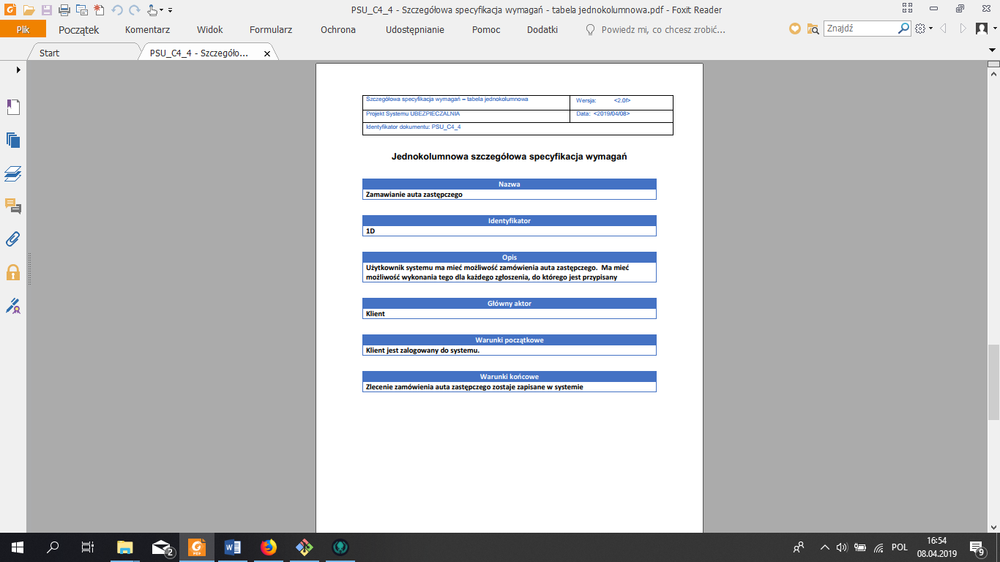 PSU_C4_4 - Szczegółowa specyfikacja wymagań - tabela jednokolumnowa.pdf - Foxit Reader
Plik Początek Komentarz Widok Formularz Ochrona Udostępnianie Pomoc Dodatki Powiedz mi, co chcesz zrobić... Znajdź
Start PSU_C4_4 - Szczegóło...
Szczegółowa specyfikacja wymagań – tabela jednokolumnowa Wersja: <2.0f>
Projekt Systemu UBEZPIECZALNIA Data: <2019/04/08>
Identyfikator dokumentu: PSU_C4_4
Jednokolumnowa szczegółowa specyfikacja wymagań
Nazwa
Zamawianie auta zastępczego
Identyfikator
1D
Opis
Użytkownik systemu ma mieć możliwość zamówienia auta zastępczego. Ma mieć
możliwość wykonania tego dla każdego zgłoszenia, do którego jest przypisany
Główny aktor
Klient
Warunki początkowe
Klient jest zalogowany do systemu.
Warunki końcowe
Zlecenie zamówienia auta zastępczego zostaje zapisane w systemie
2
PDF
POL
16:54
08.04.2019
9